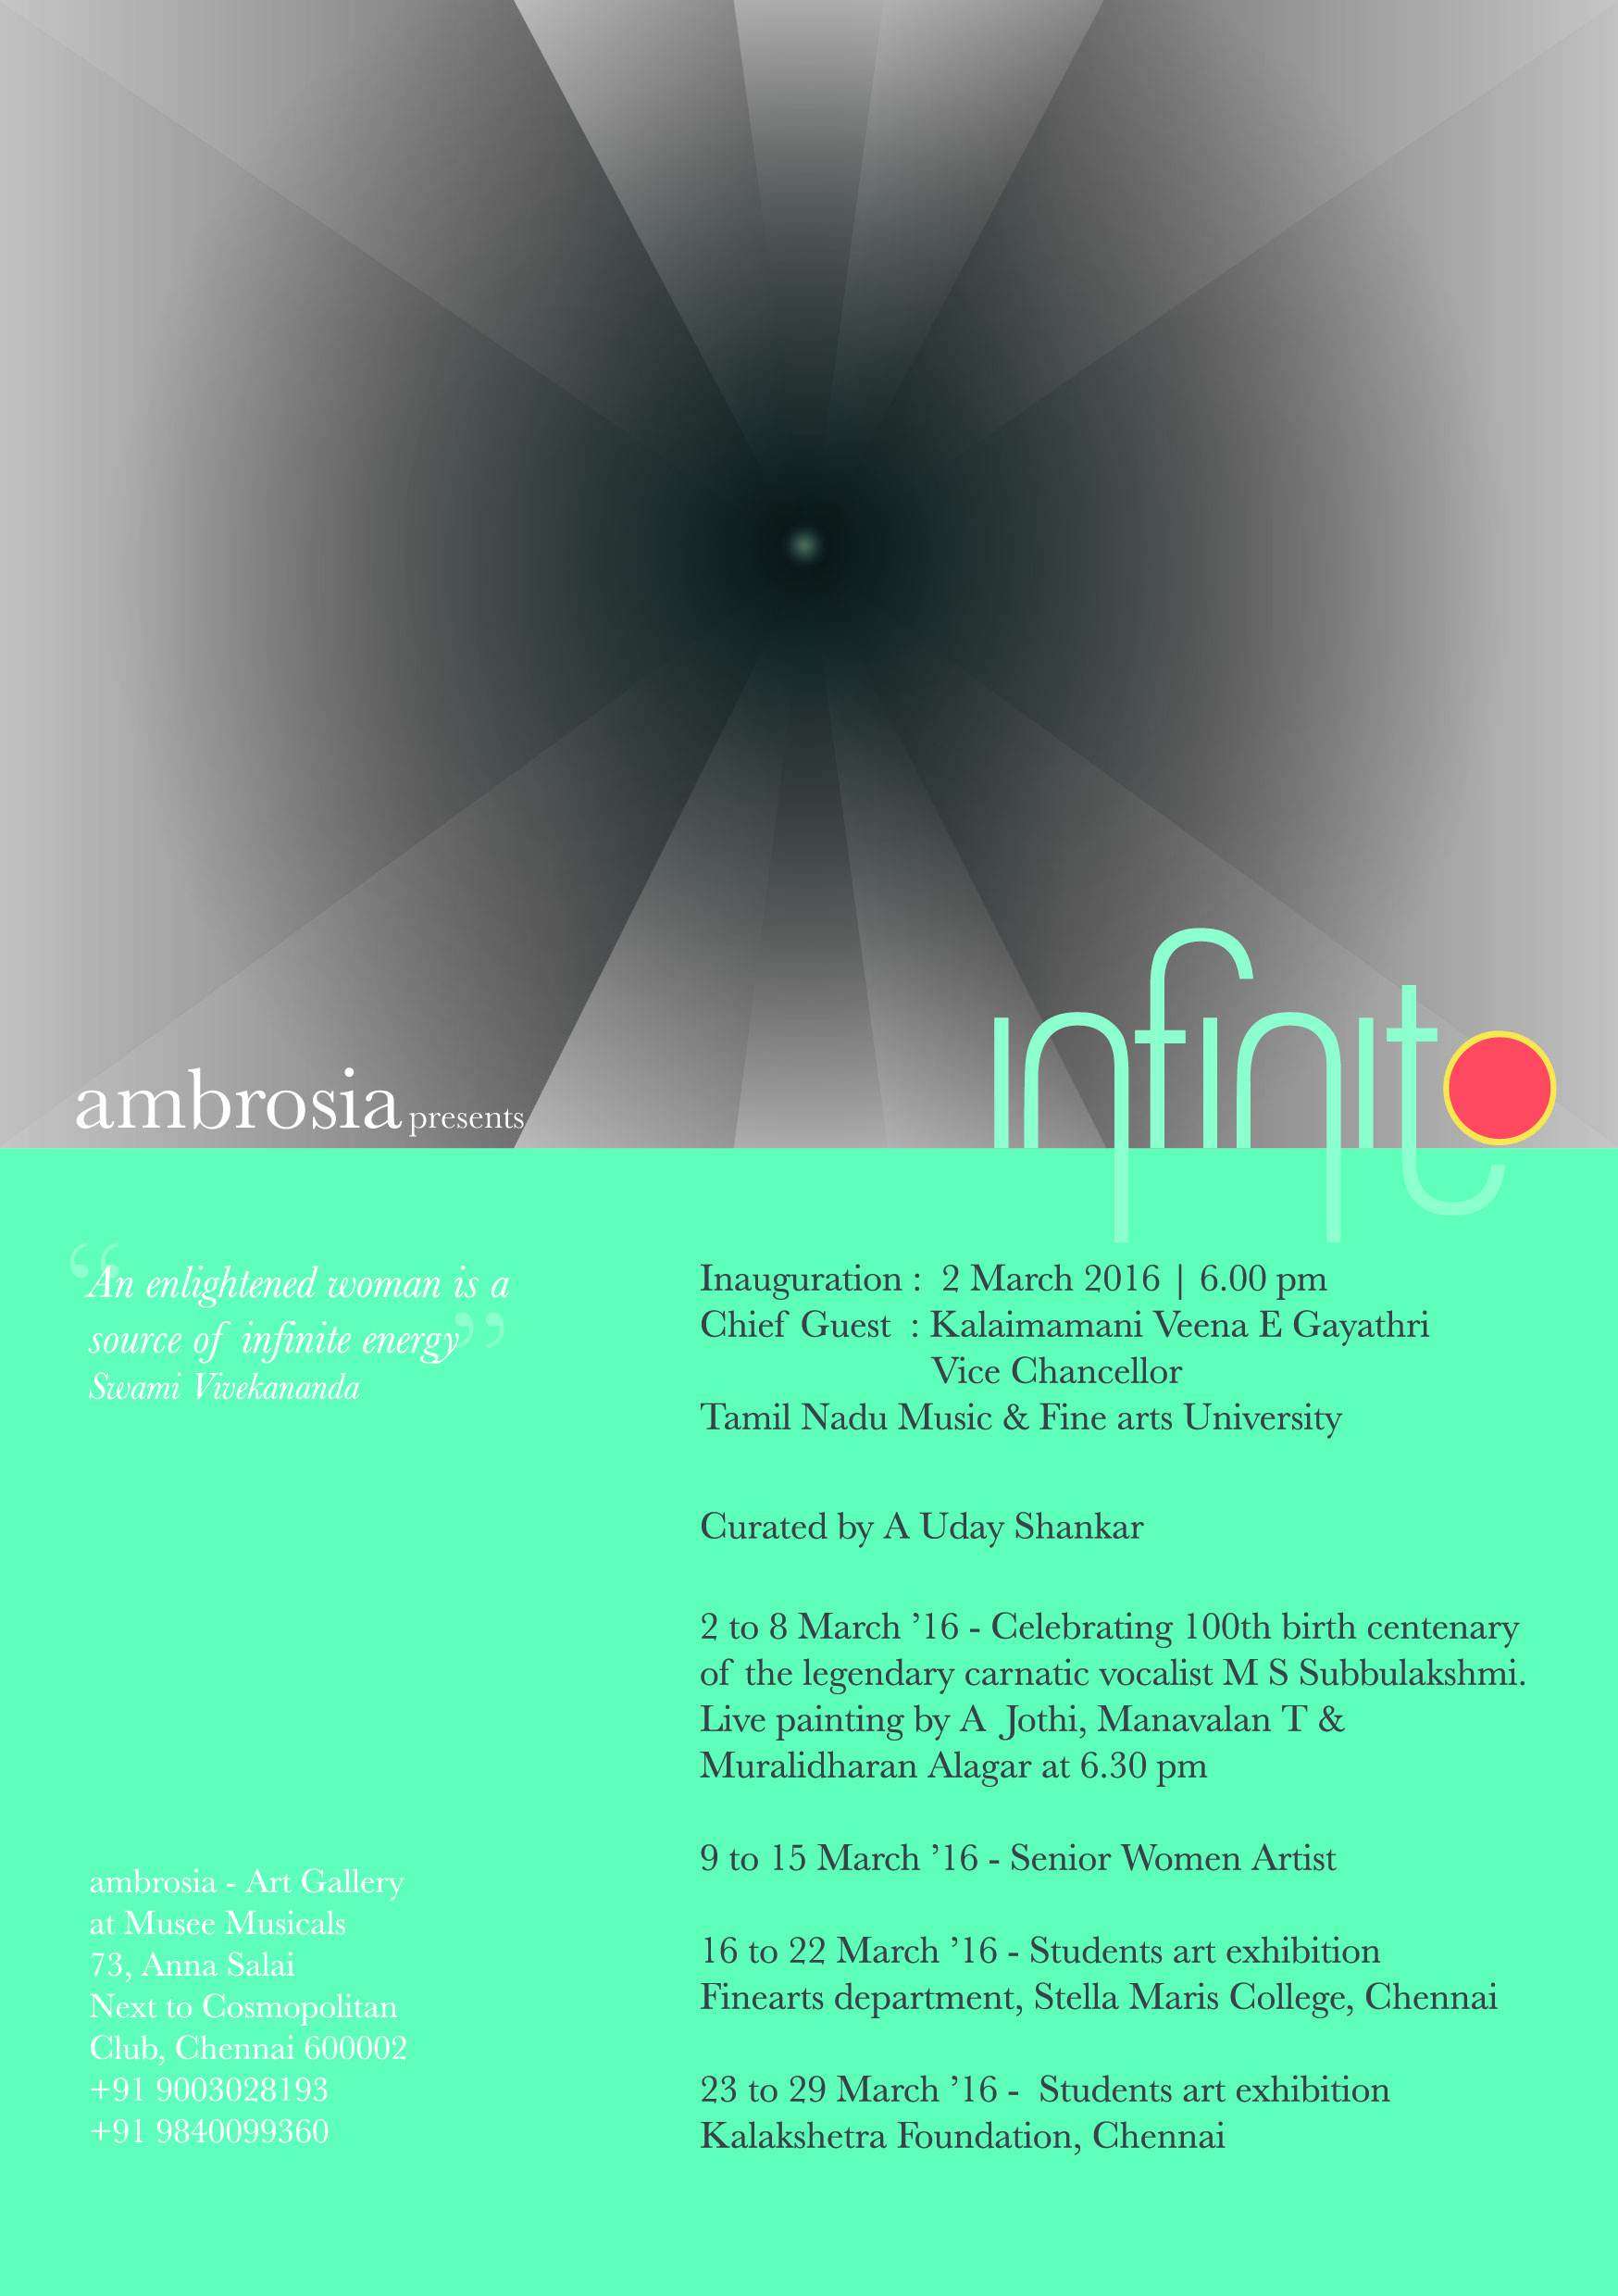 ambrosia presents
infinito
“An enlightened woman is a
source of infinite energy”
Swami Vivekananda
Inauguration : 2 March 2016 | 6.00 pm
Chief Guest : Kalaimamani Veena E Gayathri
Vice Chancellor
Tamil Nadu Music & Fine arts University
Curated by A Uday Shankar
2 to 8 March ’16 - Celebrating 100th birth centenary
of the legendary carnatic vocalist M S Subbulakshmi.
Live painting by A Jothi, Manavalan T &
Muralidharan Alagar at 6.30 pm
9 to 15 March ’16 - Senior Women Artist
16 to 22 March ’16 - Students art exhibition
Finearts department, Stella Maris College, Chennai
23 to 29 March ’16 - Students art exhibition
Kalakshetra Foundation, Chennai
ambrosia - Art Gallery
at Musee Musicals
73, Anna Salai
Next to Cosmopolitan
Club, Chennai 600002
+91 9003028193
+91 9840099360